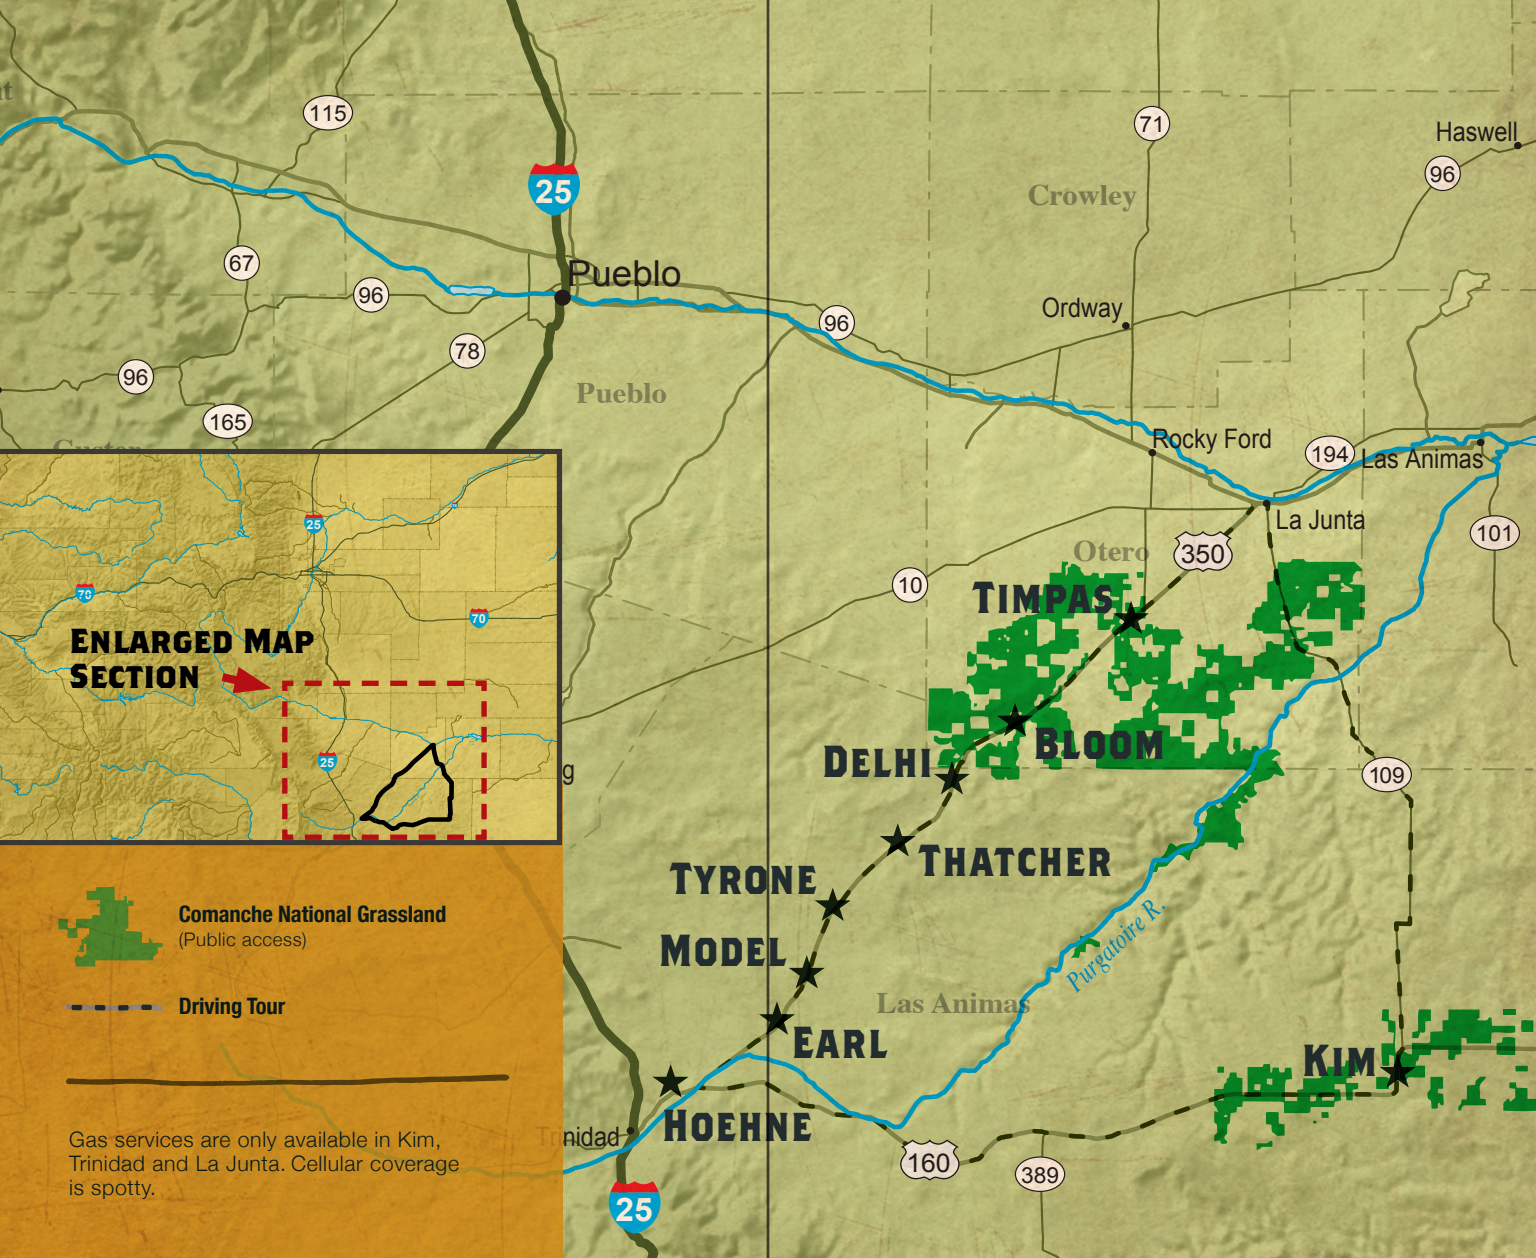 115
71
Haswell
96
25
Crowley
67
Pueblo
96
Ordway
96
78
96
Pueblo
165
Rocky Ford
194
Las Animas
La Junta
101
25
Otero
350
10
70
70
TIMPAS
ENLARGED MAP
SECTION
BLOOM
DELHI
25
g
109
THATCHER
TYRONE
Comanche National Grassland
(Public access)
Purgatoire R.
MODEL
Driving Tour
Las Animas
EARL
KIM
HOEHNE
Trinidad
Gas services are only available in Kim,
Trinidad and La Junta. Cellular coverage
is spotty.
160
389
25